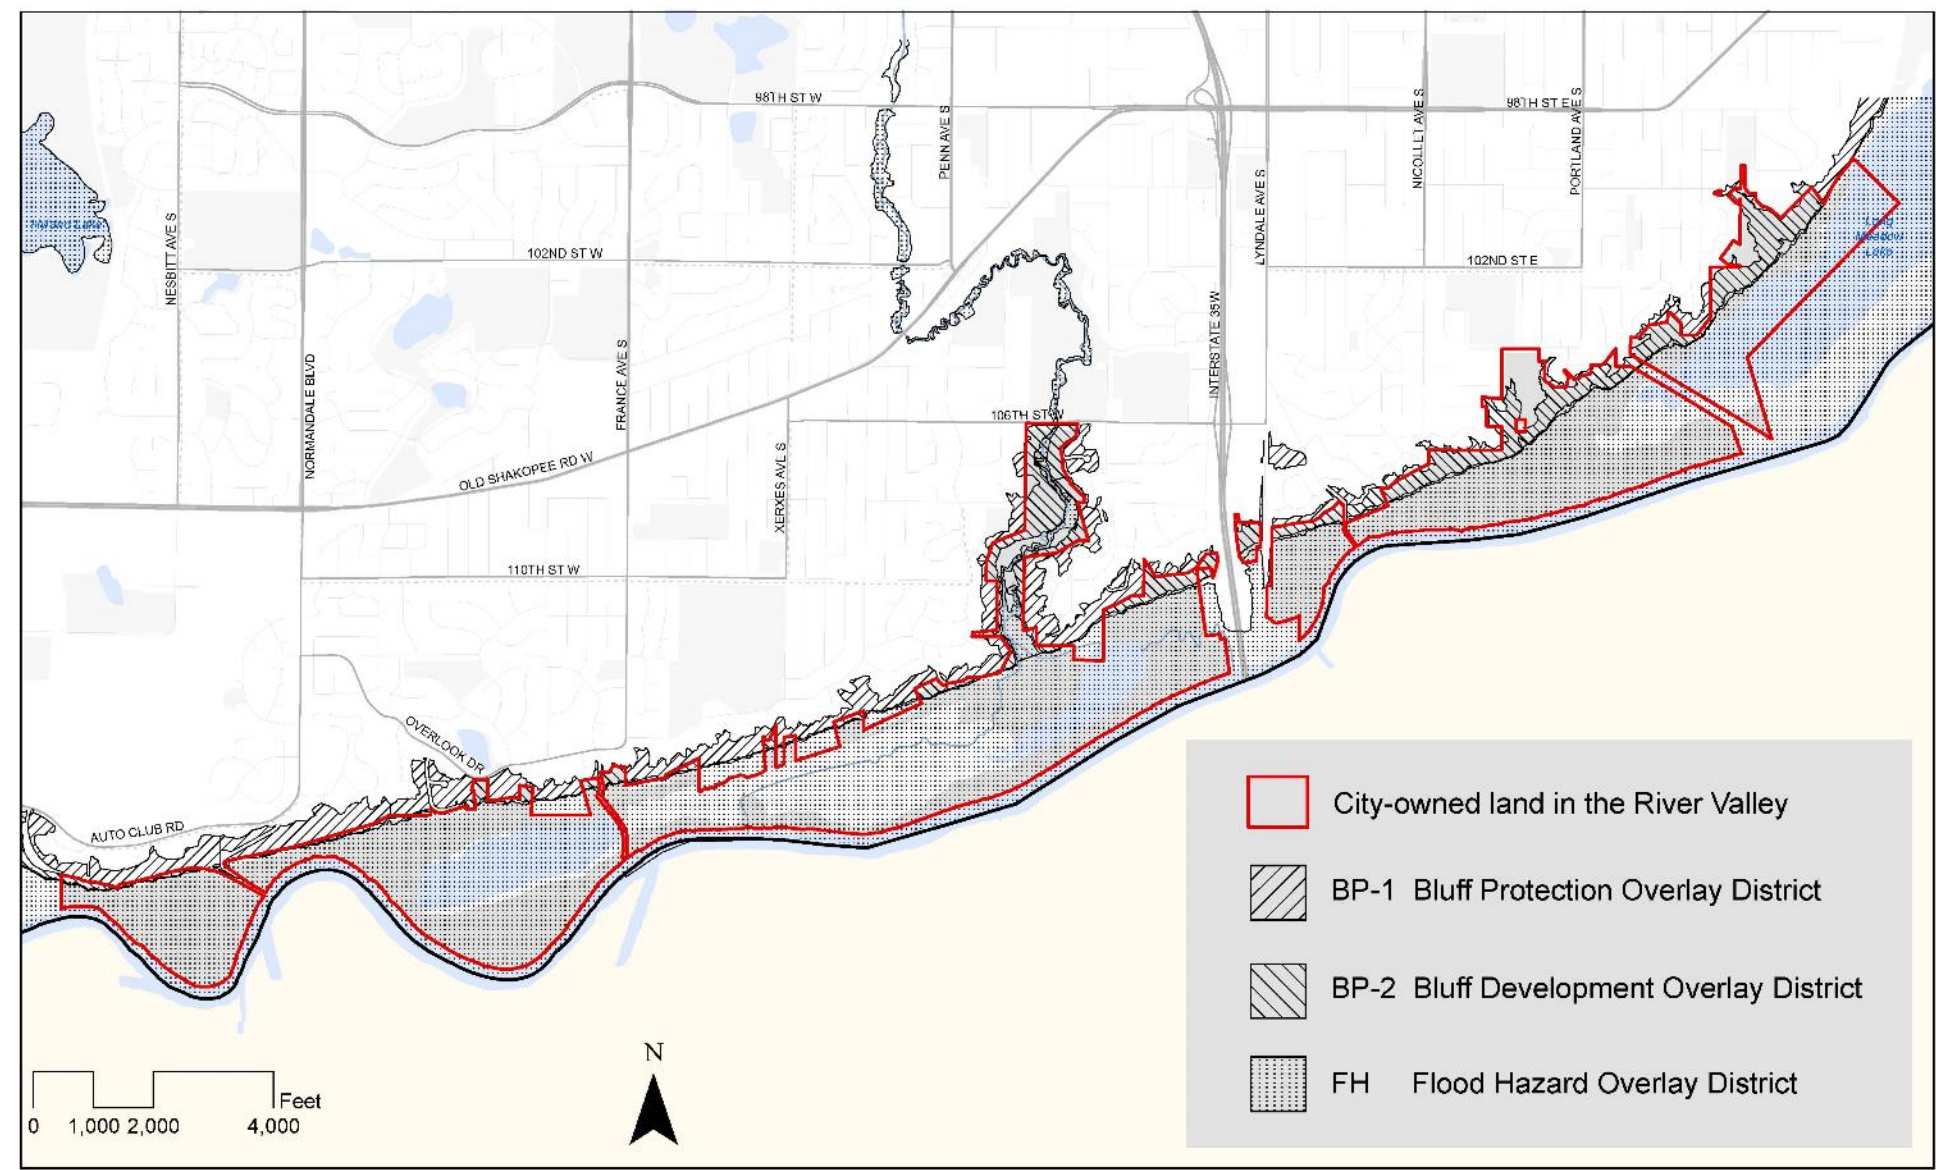 98TH ST W
98TH ST E
PENN AVE S
NICOLLET AVE S
PORTLAND AVE S
NESBITT AVE S
LYNDALE AVE S
Long
Meadow
Lake
102ND ST W
102ND ST E
NORMANDALE BLVD
FRANCE AVE S
INTERSTATE 35W
106TH ST W
OLD SHAKOPEE RD W
XERXES AVE S
110TH ST W
OVERLOOK DR
AUTO CLUB RD
City-owned land in the River Valley
BP-1 Bluff Protection Overlay District
BP-2 Bluff Development Overlay District
FH Flood Hazard Overlay District
N
Feet
0 1,000 2,000 4,000